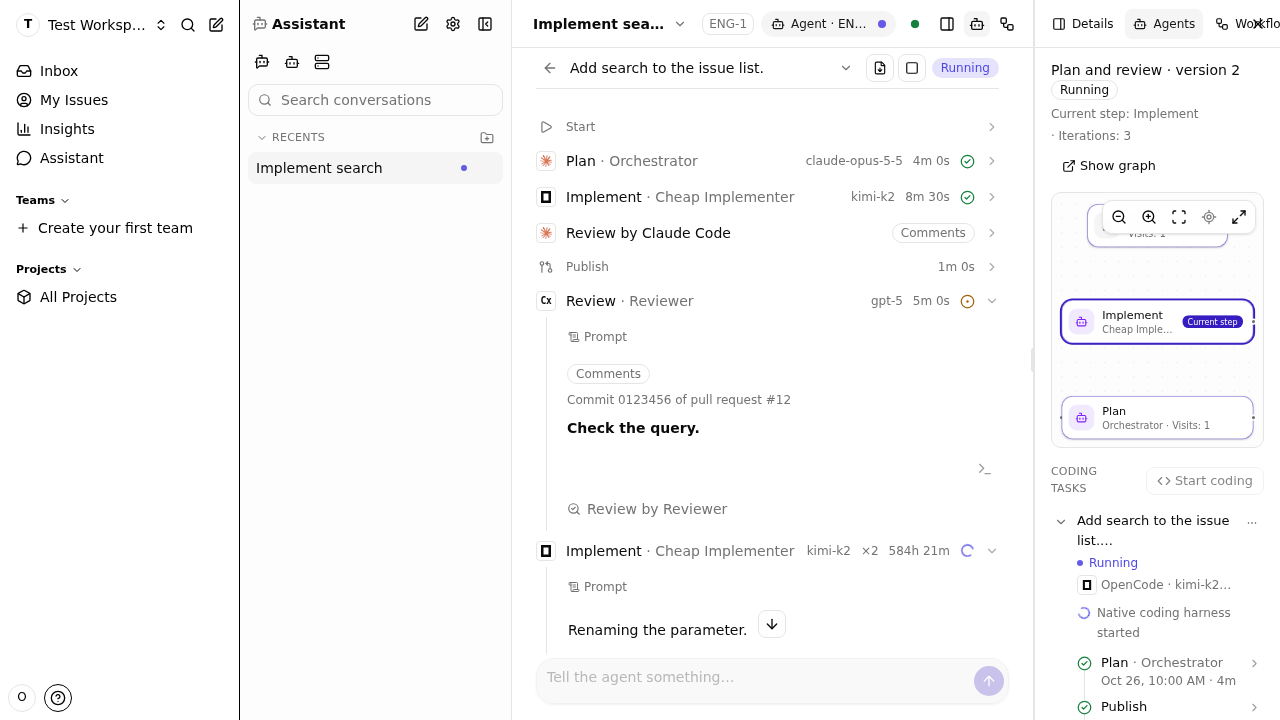 T Test Worksp...
Inbox
My Issues
Insights
Assistant
Teams
Create your first team
Projects
All Projects
O
Assistant
Search conversations
RECENTS
Implement search
Implement sea...
ENG-1
Agent · EN...
Add search to the issue list.
Running
Start
Plan · Orchestrator claude-opus-5-5 4m 0s
Implement · Cheap Implementer kimi-k2 8m 30s
Review by Claude Code Comments
Publish 1m 0s
Cx Review · Reviewer gpt-5 5m 0s
Prompt
Comments
Commit 0123456 of pull request #12
Check the query.
Review by Reviewer
Implement · Cheap Implementer kimi-k2 ×2 584h 21m
Prompt
Renaming the parameter.
Tell the agent something...
Details
Agents
Workflo
Plan and review · version 2
Running
Current step: Implement
· Iterations: 3
Show graph
Visits: 1
Implement
Cheap Imple...
Current step
Plan
Orchestrator · Visits: 1
CODING
TASKS
Start coding
Add search to the issue
list....
...
Running
OpenCode · kimi-k2...
Native coding harness
started
Plan · Orchestrator
Oct 26, 10:00 AM · 4m
Publish